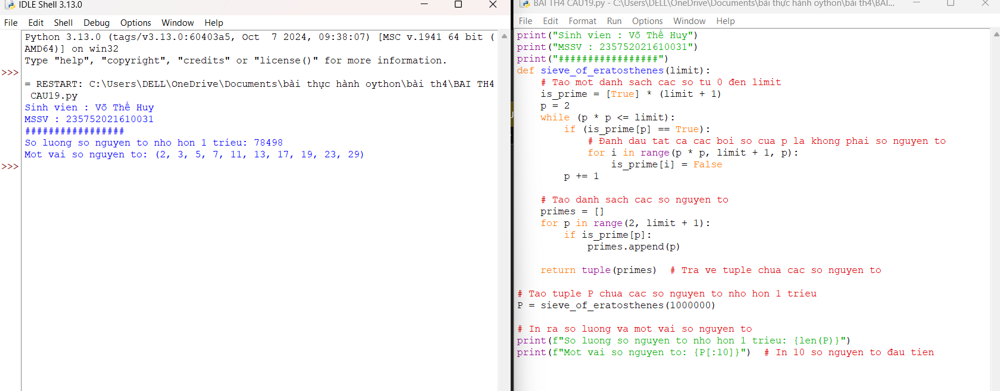 IDLE Shell 3.13.0
File Edit Shell Debug Options Window Help
Python 3.13.0 (tags/v3.13.0:60403a5, Oct  7 2024, 09:38:07) [MSC v.1941 64 bit (
AMD64)] on win32
Type "help", "copyright", "credits" or "license()" for more information.
>>>
= RESTART: C:\Users\DELL\OneDrive\Documents\bài thực hành oython\bài th4\BAI TH4
 CAU19.py
Sinh vien : Võ Thế Huy
MSSV : 235752021610031
#################
So luong so nguyen to nho hon 1 trieu: 78498
Mot vai so nguyen to: (2, 3, 5, 7, 11, 13, 17, 19, 23, 29)
>>>
BAI TH4 CAU19.py - C:\Users\DELL\OneDrive\Documents\bài thực hành oython\bài th4\BAI...
File Edit Format Run Options Window Help
print("Sinh vien : Võ Thế Huy")
print("MSSV : 235752021610031")
print("#################")
def sieve_of_eratosthenes(limit):
    # Tao mot danh sach cac so tu 0 đen limit
    is_prime = [True] * (limit + 1)
    p = 2
    while (p * p <= limit):
        if (is_prime[p] == True):
            # Đanh dau tat ca cac boi so cua p la khong phai so nguyen to
            for i in range(p * p, limit + 1, p):
                is_prime[i] = False
        p += 1
    # Tao danh sach cac so nguyen to
    primes = []
    for p in range(2, limit + 1):
        if is_prime[p]:
            primes.append(p)
    return tuple(primes)  # Tra ve tuple chua cac so nguyen to
# Tao tuple P chua cac so nguyen to nho hon 1 trieu
P = sieve_of_eratosthenes(1000000)
# In ra so luong va mot vai so nguyen to
print(f"So luong so nguyen to nho hon 1 trieu: {len(P)}")
print(f"Mot vai so nguyen to: {P[:10]}")  # In 10 so nguyen to đau tien